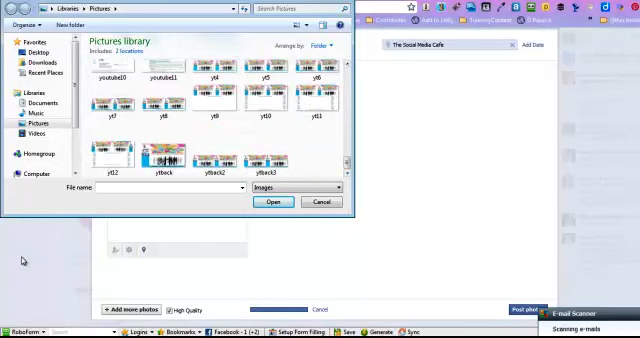 Libraries ▸ Pictures ▸
Search Pictures
Organize ▾ New folder
Contributdis
Add to Listly
TrainingContent
Favorites
Desktop
Downloads
Recent Places
Libraries
Documents
Music
Pictures
Videos
Homegroup
Computer
Pictures library
Includes: 2 locations
Arrange by: Folder ▾
youtube10 youtube11 yt4 yt5 yt6
yt7 yt8 yt9 yt10 yt11
yt12 ytback ytback2 ytback3
File name:
Images
Open Cancel
The Social Media Cafe
Add Date
+ Add more photos
High Quality
Cancel
Post photos
E-mail Scanner
Scanning e-mails
RoboForm ▾ Search Logins ▾ Bookmarks ▾ Facebook - 1 (+2) Setup Form Filling Save Generate Sync